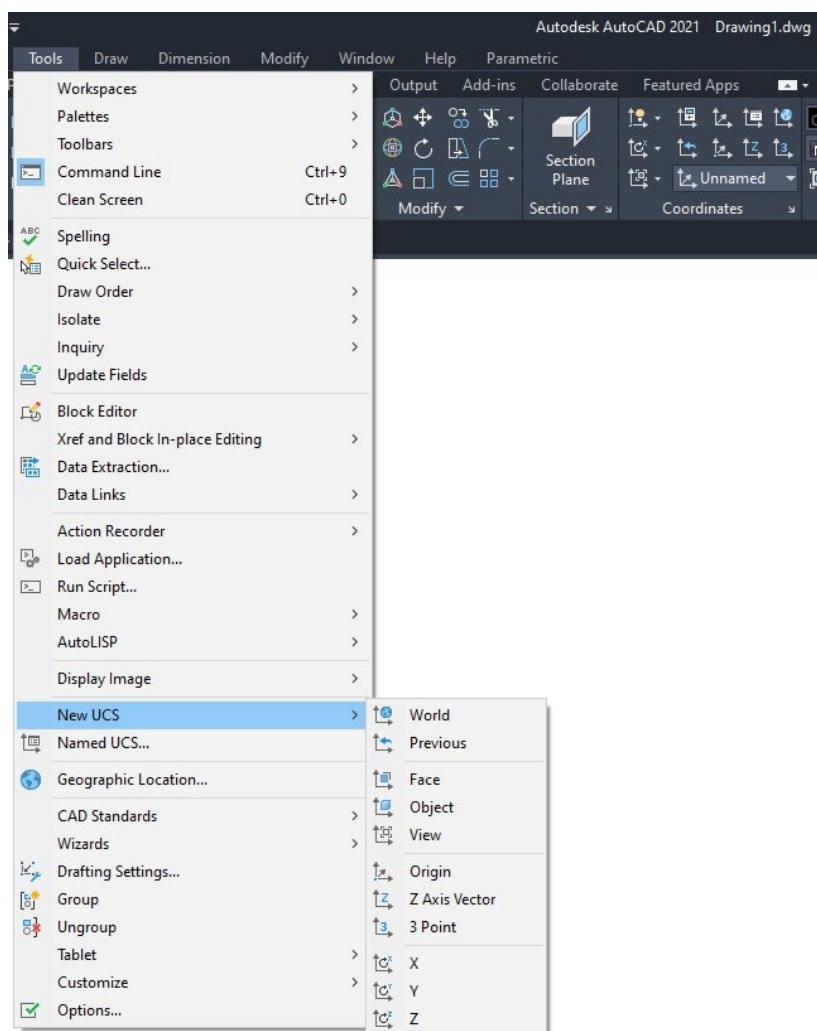 Autodesk AutoCAD 2021 Drawing1.dwg
Tools Draw Dimension Modify Window Help Parametric
Output Add-ins Collaborate Featured Apps
Section
Plane
Unnamed
Modify Section Coordinates
Workspaces
Palettes
Toolbars
Command Line Ctrl+9
Clean Screen Ctrl+0
ABC Spelling
Quick Select...
Draw Order
Isolate
Inquiry
Update Fields
Block Editor
Xref and Block In-place Editing
Data Extraction...
Data Links
Action Recorder
Load Application...
Run Script...
Macro
AutoLISP
Display Image
New UCS
Named UCS...
Geographic Location...
CAD Standards
Wizards
Drafting Settings...
Group
Ungroup
Tablet
Customize
Options...
World
Previous
Face
Object
View
Origin
Z Axis Vector
3 Point
X
Y
Z